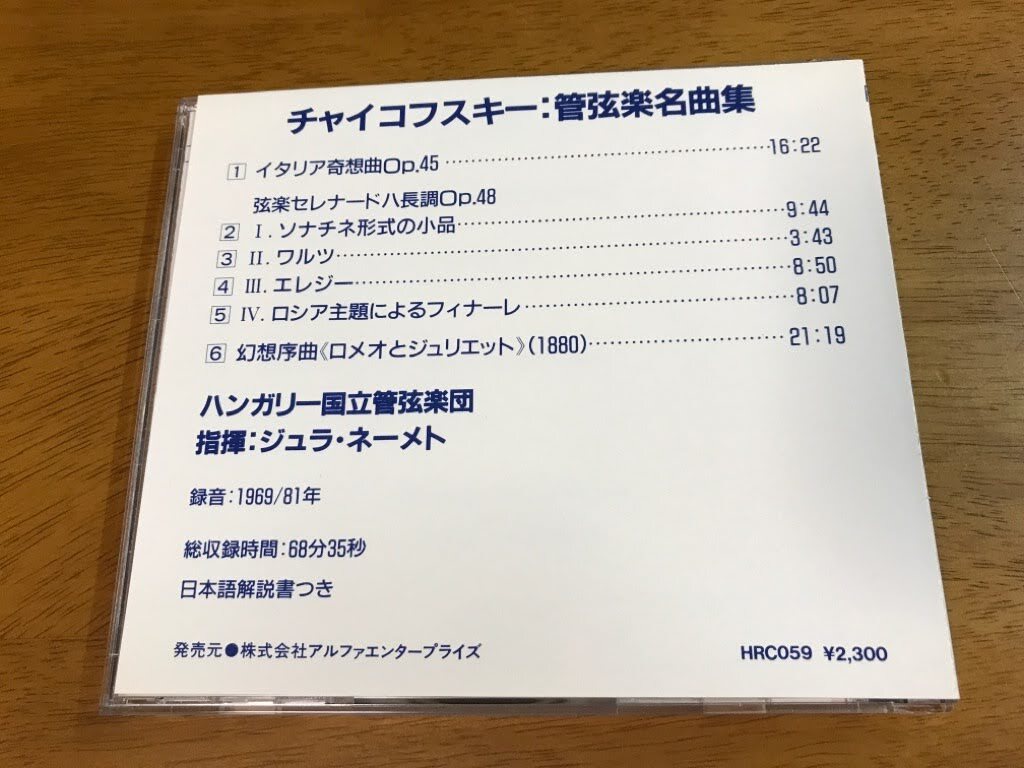 チャイコフスキー：管弦楽名曲集
1 イタリア奇想曲Op.45 ……………………… 16:22
弦楽セレナードハ長調Op.48
2 I. ソナチネ形式の小品 ……………………… 9:44
3 II. ワルツ ……………………… 3:43
4 III. エレジー ……………………… 8:50
5 IV. ロシア主題によるフィナーレ ……………………… 8:07
6 幻想序曲《ロメオとジュリエット》(1880) ……………………… 21:19
ハンガリー国立管弦楽団
指揮：ジュラ・ネーメト
録音：1969/81年
総収録時間：68分35秒
日本語解説書つき
発売元●株式会社アルファエンタープライズ
HRC059 ¥2,300